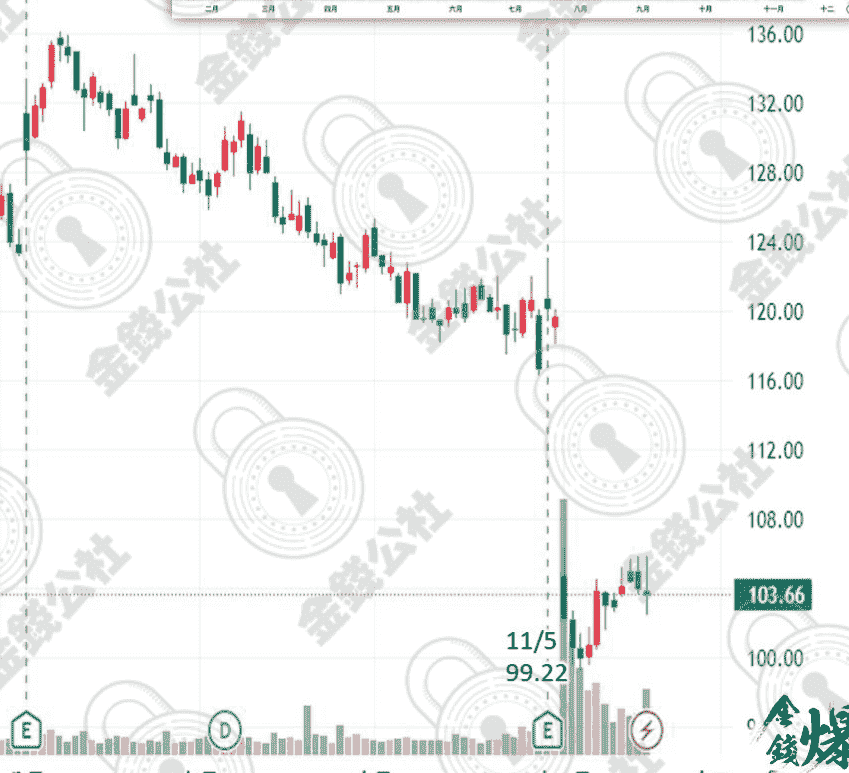 二月 三月 四月 五月 六月 七月 八月 九月 十月 十一月 十二
136.00
132.00
128.00
124.00
120.00
116.00
112.00
108.00
103.66
100.00
11/5
99.22
E D E
金錢公社
金錢公社
金錢公社
金錢公社
金錢公社
金錢公社
金錢公社
金錢爆